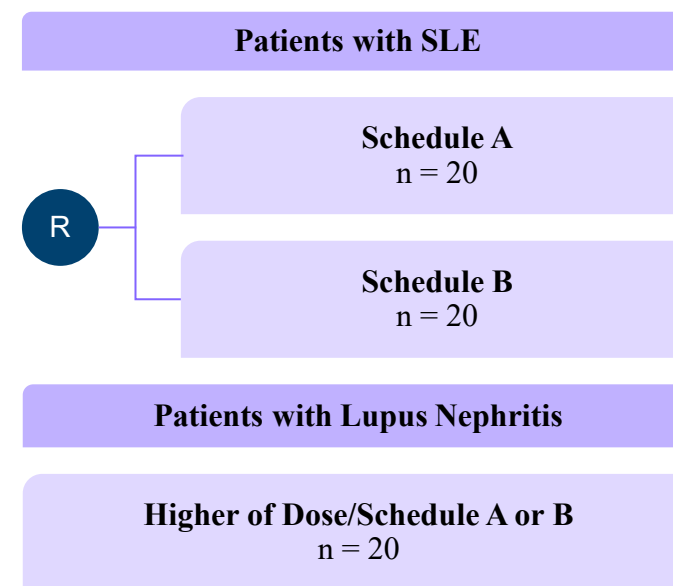 Patients with SLE
Schedule A
n = 20
R
Schedule B
n = 20
Patients with Lupus Nephritis
Higher of Dose/Schedule A or B
n = 20